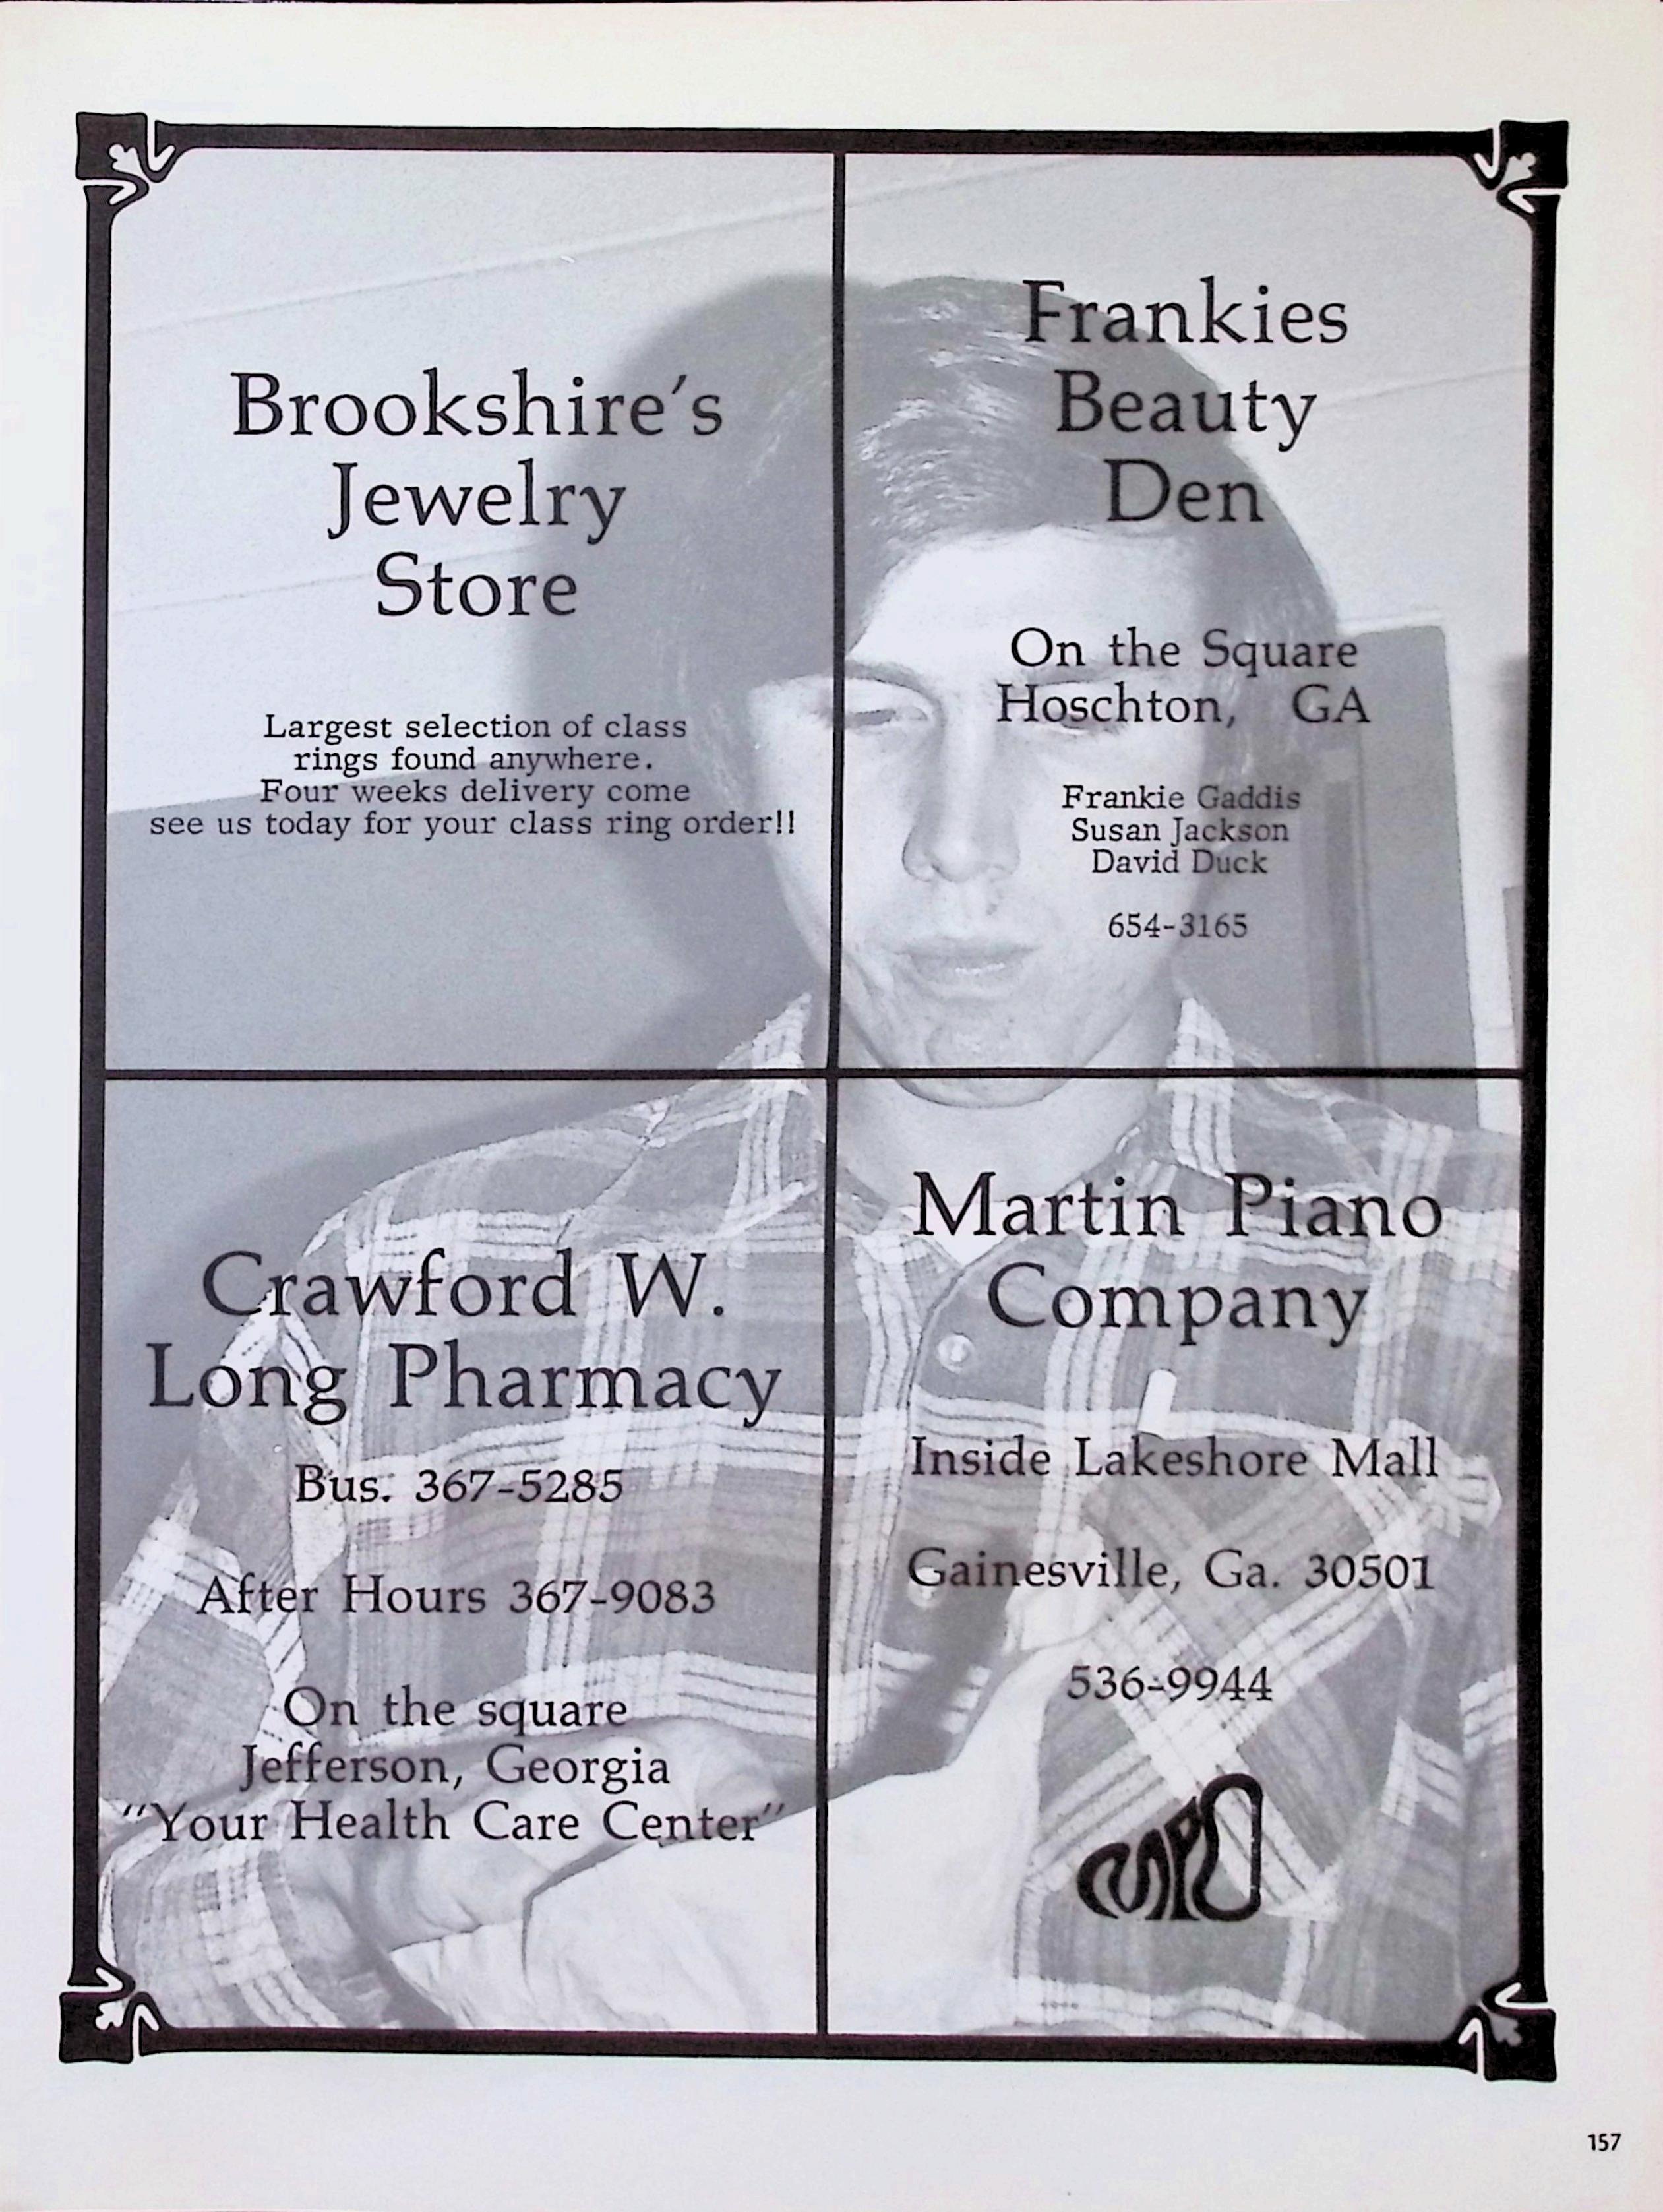 Brookshire's
Jewelry
Store
Largest selection of class
rings found anywhere.
Four weeks delivery come
see us today for your class ring order!!
Frankies
Beauty
Den
On the Square
Hoschton, GA
Frankie Gaddis
Susan Jackson
David Duck
654-3165
Crawford W.
Long Pharmacy
Bus. 367-5285
After Hours 367-9083
On the square
Jefferson, Georgia
"Your Health Care Center"
Martin Piano
Company
Inside Lakeshore Mall
Gainesville, Ga. 30501
536-9944
157